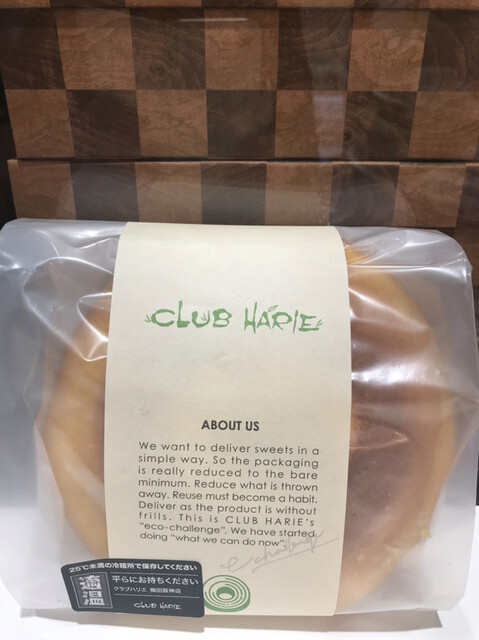 CLUB HARIE
ABOUT US
We want to deliver sweets in a
simple way. So the packaging
is really reduced to the bare
minimum. Reduce what is thrown
away. Reuse must become a habit.
Deliver as the product is without
frills. This is CLUB HARIE's
"eco-challenge". We have started
doing "what we can do now".
25℃未満の冷暗所で保存してください
適温
平らにお持ちください
クラブハリエ 梅田阪神店
CLUB HARIE